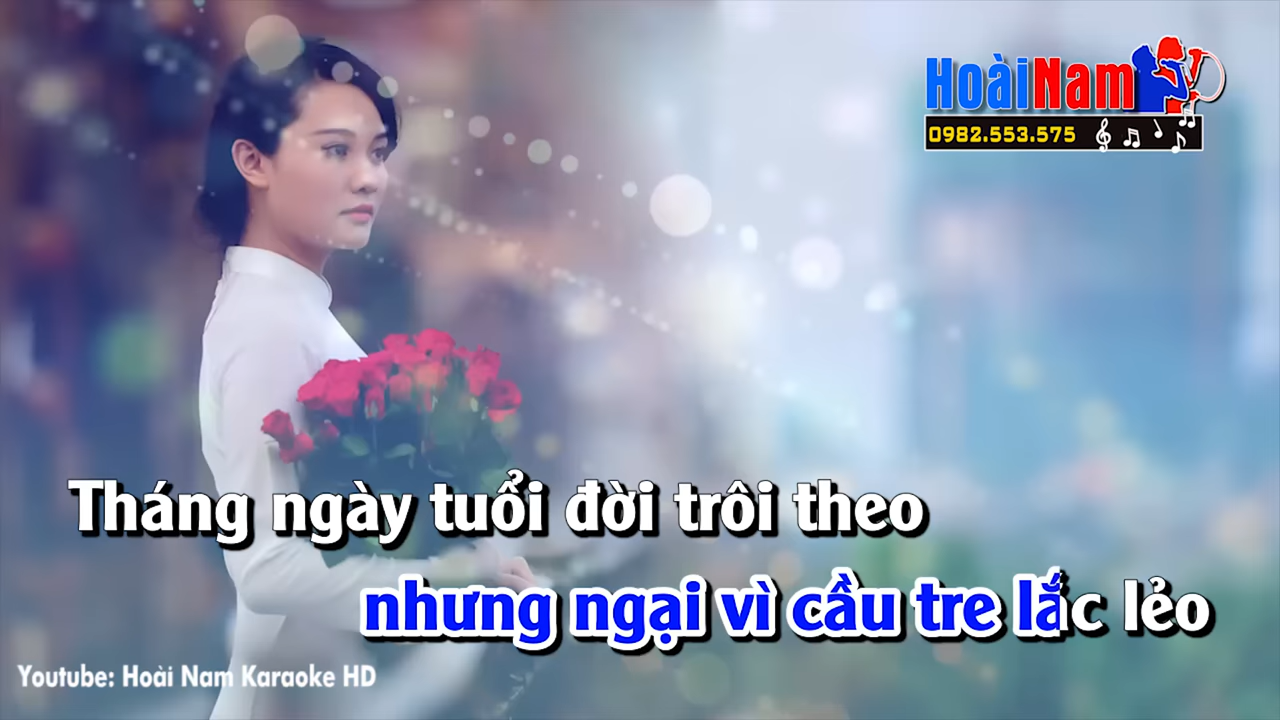 HoàiNam
0982.553.575
Tháng ngày tuổi đời trôi theo
nhưng ngại vì cầu tre lắc lẻo
Youtube: Hoài Nam Karaoke HD